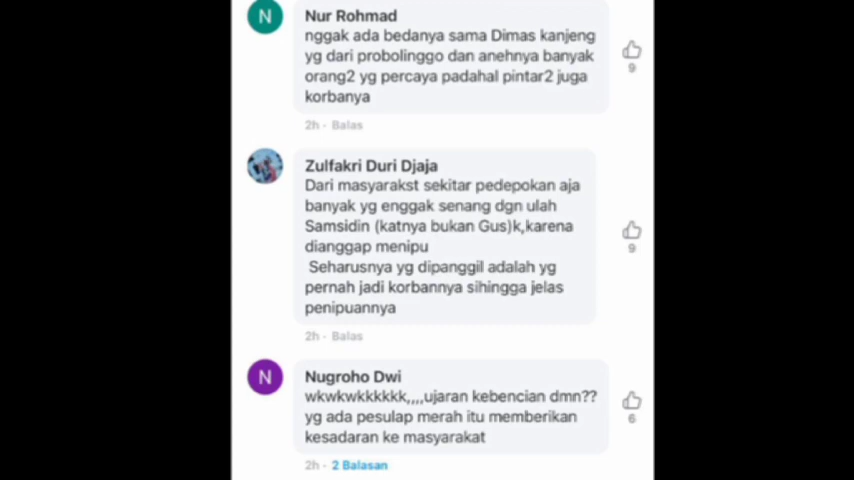 N
Nur Rohmad
nggak ada bedanya sama Dimas kanjeng
yg dari probolinggo dan anehnya banyak
orang2 yg percaya padahal pintar2 juga
korbanya
9
2h · Balas
Zulfakri Duri Djaja
Dari masyarakst sekitar pedepokan aja
banyak yg enggak senang dgn ulah
Samsidin (katnya bukan Gus)k,karena
dianggap menipu
Seharusnya yg dipanggil adalah yg
pernah jadi korbannya sihingga jelas
penipuannya
9
2h · Balas
N
Nugroho Dwi
wkwkwkkkkkk,,,,ujaran kebencian dmn??
yg ada pesulap merah itu memberikan
kesadaran ke masyarakat
6
2h · 2 Balasan